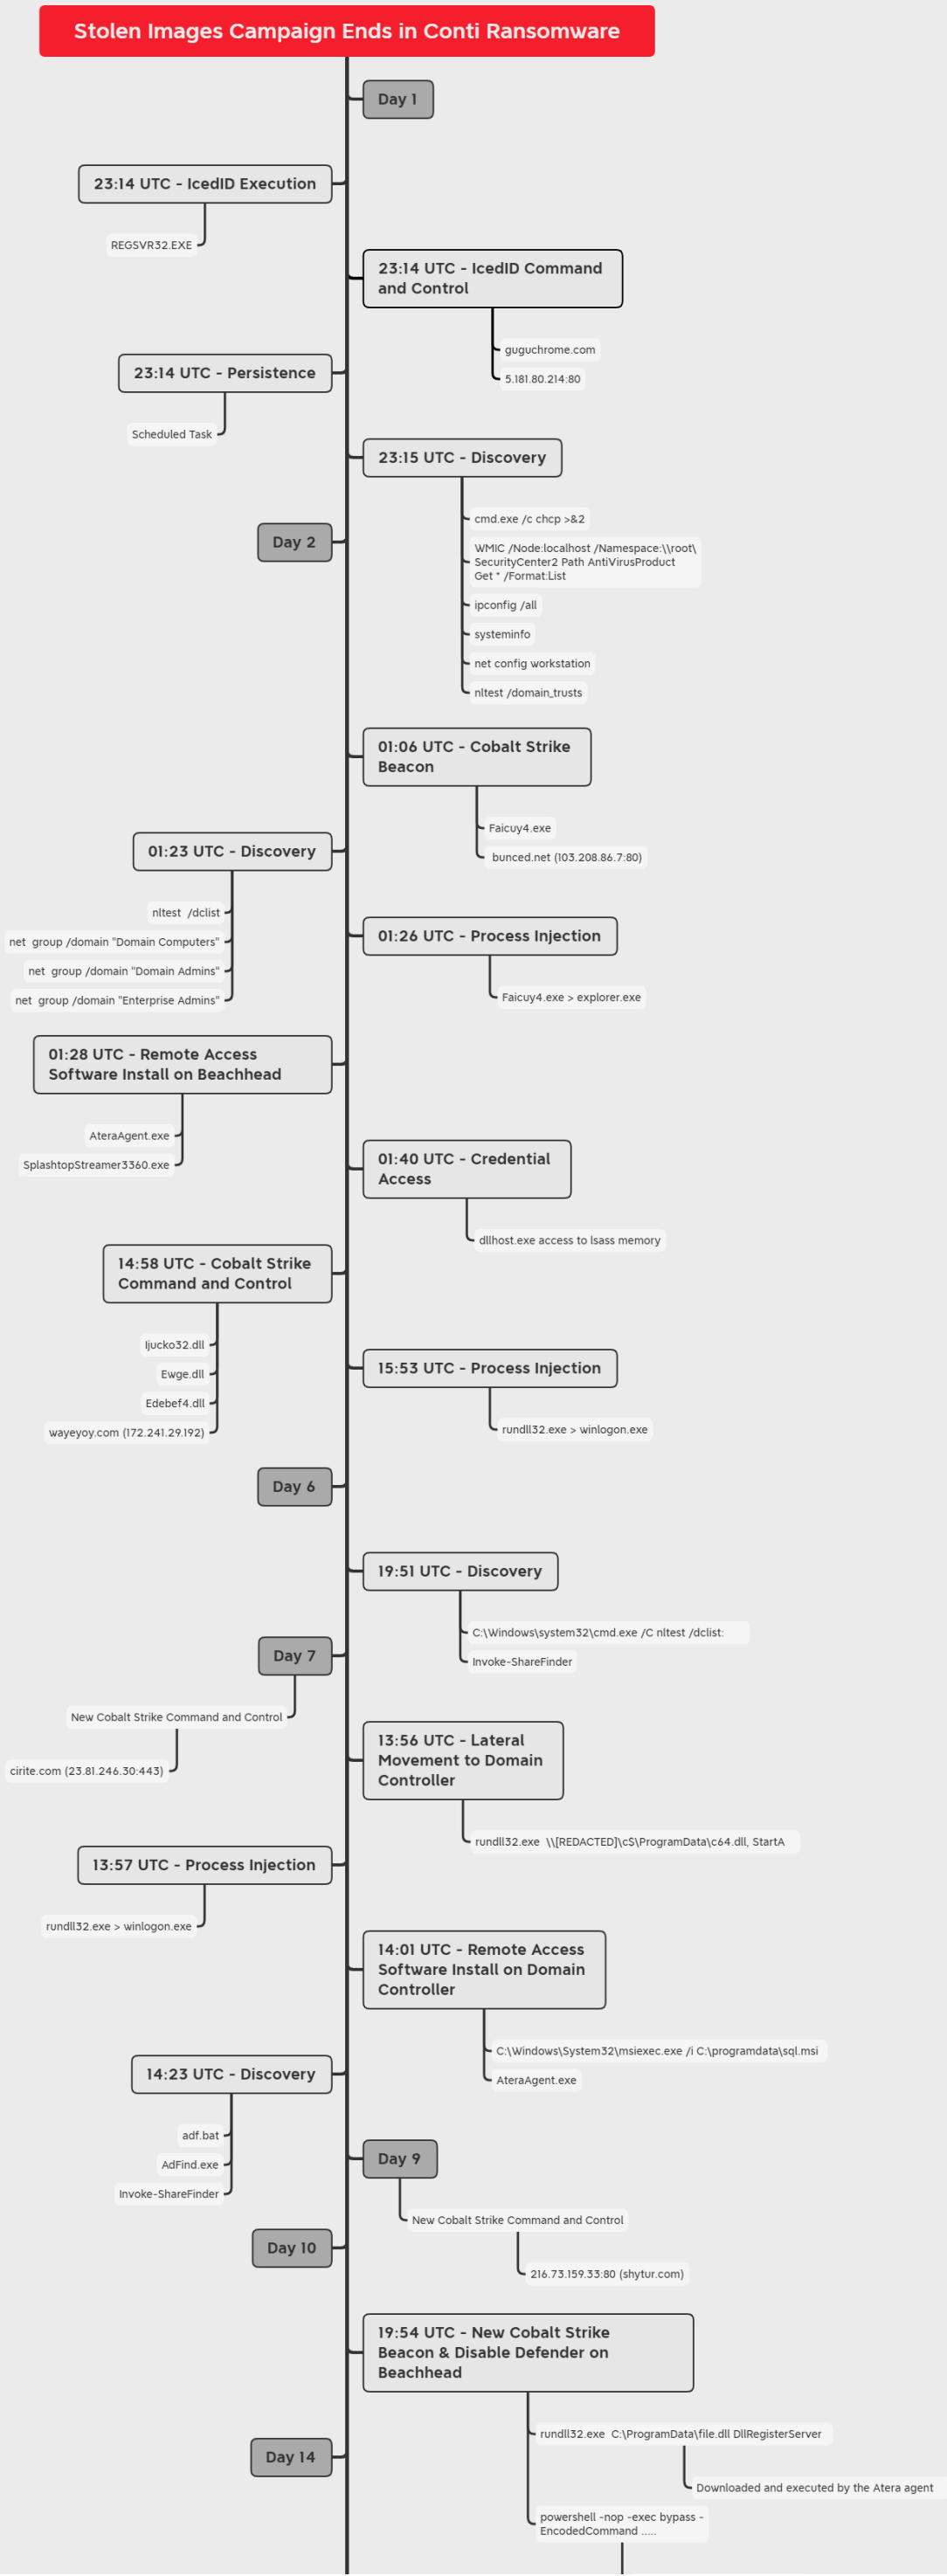 Stolen Images Campaign Ends in Conti Ransomware
Day 1
23:14 UTC - IcedID Execution
REGSVR32.EXE
23:14 UTC - IcedID Command
and Control
guguchrome.com
5.181.80.214:80
23:14 UTC - Persistence
Scheduled Task
23:15 UTC - Discovery
cmd.exe /c chcp >&2
WMIC /Node:localhost /Namespace:\\root\
SecurityCenter2 Path AntiVirusProduct
Get * /Format:List
ipconfig /all
systeminfo
net config workstation
nltest /domain_trusts
Day 2
01:06 UTC - Cobalt Strike
Beacon
Faicuy4.exe
bunced.net (103.208.86.7:80)
01:23 UTC - Discovery
nltest  /dclist
net  group /domain "Domain Computers"
net  group /domain "Domain Admins"
net  group /domain "Enterprise Admins"
01:26 UTC - Process Injection
Faicuy4.exe > explorer.exe
01:28 UTC - Remote Access
Software Install on Beachhead
AteraAgent.exe
SplashtopStreamer3360.exe
01:40 UTC - Credential
Access
dllhost.exe access to lsass memory
14:58 UTC - Cobalt Strike
Command and Control
Ijucko32.dll
Ewge.dll
Edebef4.dll
wayeyoy.com (172.241.29.192)
15:53 UTC - Process Injection
rundll32.exe > winlogon.exe
Day 6
19:51 UTC - Discovery
C:\Windows\system32\cmd.exe /C nltest /dclist:
Invoke-ShareFinder
Day 7
New Cobalt Strike Command and Control
cirite.com (23.81.246.30:443)
13:56 UTC - Lateral
Movement to Domain
Controller
rundll32.exe  \\[REDACTED]\c$\ProgramData\c64.dll, StartA
13:57 UTC - Process Injection
rundll32.exe > winlogon.exe
14:01 UTC - Remote Access
Software Install on Domain
Controller
C:\Windows\System32\msiexec.exe /i C:\programdata\sql.msi
AteraAgent.exe
14:23 UTC - Discovery
adf.bat
AdFind.exe
Invoke-ShareFinder
Day 9
New Cobalt Strike Command and Control
216.73.159.33:80 (shytur.com)
Day 10
19:54 UTC - New Cobalt Strike
Beacon & Disable Defender on
Beachhead
rundll32.exe  C:\ProgramData\file.dll DllRegisterServer
Downloaded and executed by the Atera agent
powershell -nop -exec bypass -
EncodedCommand .....
Day 14